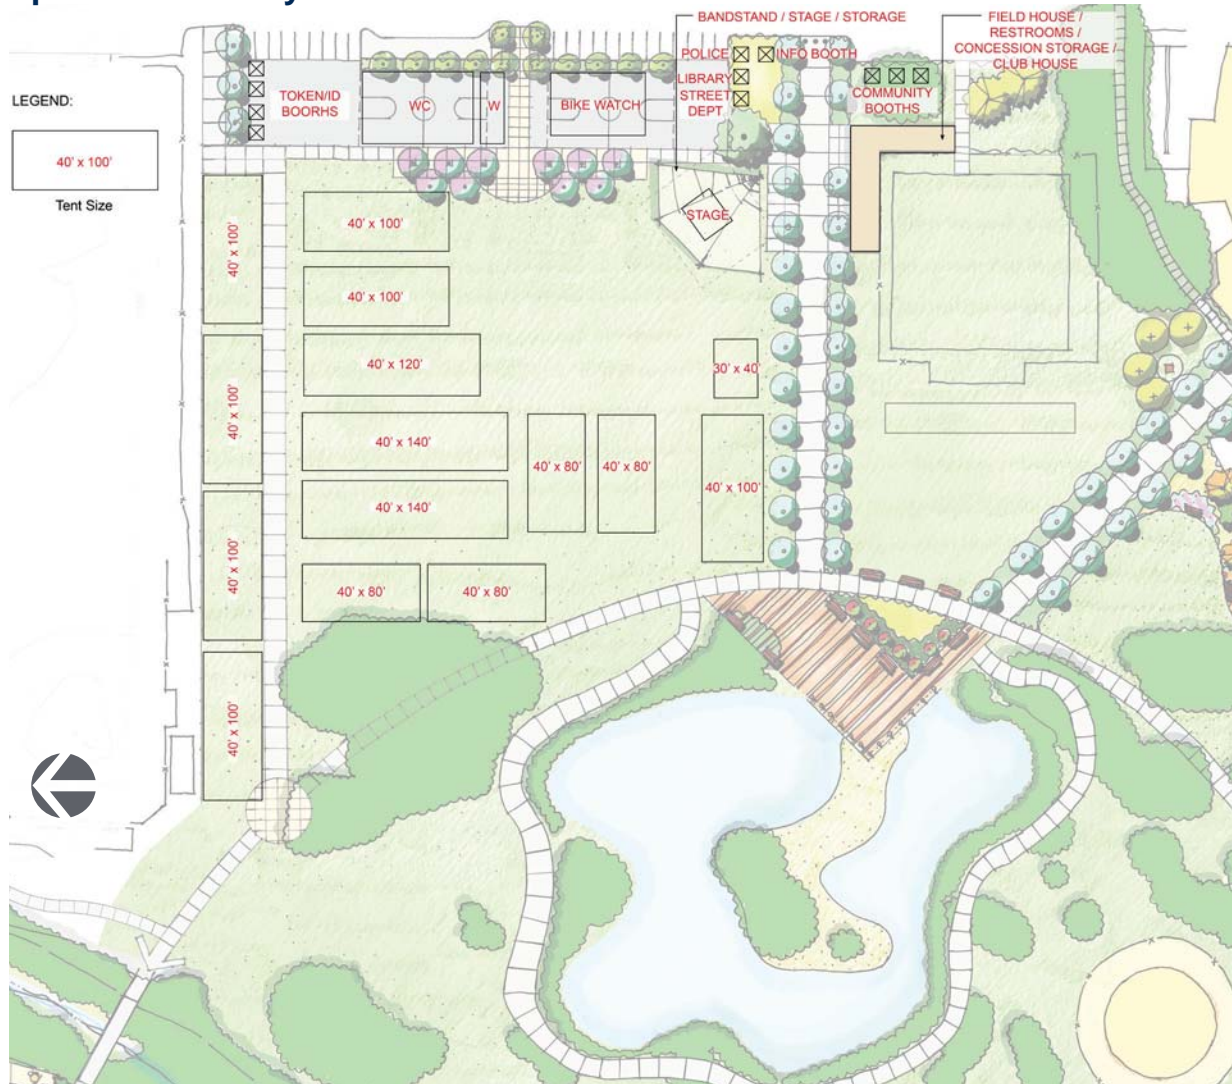 BANDSTAND / STAGE / STORAGE
FIELD HOUSE /
RESTROOMS /
CONCESSION STORAGE /
CLUB HOUSE
POLICE
INFO BOOTH
LIBRARY
STREET
DEPT
COMMUNITY
BOOTHS
TOKEN/ID
BOORHS
WC
W
BIKE WATCH
LEGEND:
40' x 100'
Tent Size
STAGE
40' x 100'
40' x 100'
40' x 100'
40' x 120'
30' x 40'
40' x 100'
40' x 140'
40' x 80'
40' x 80'
40' x 100'
40' x 140'
40' x 100'
40' x 80'
40' x 80'
40' x 100'